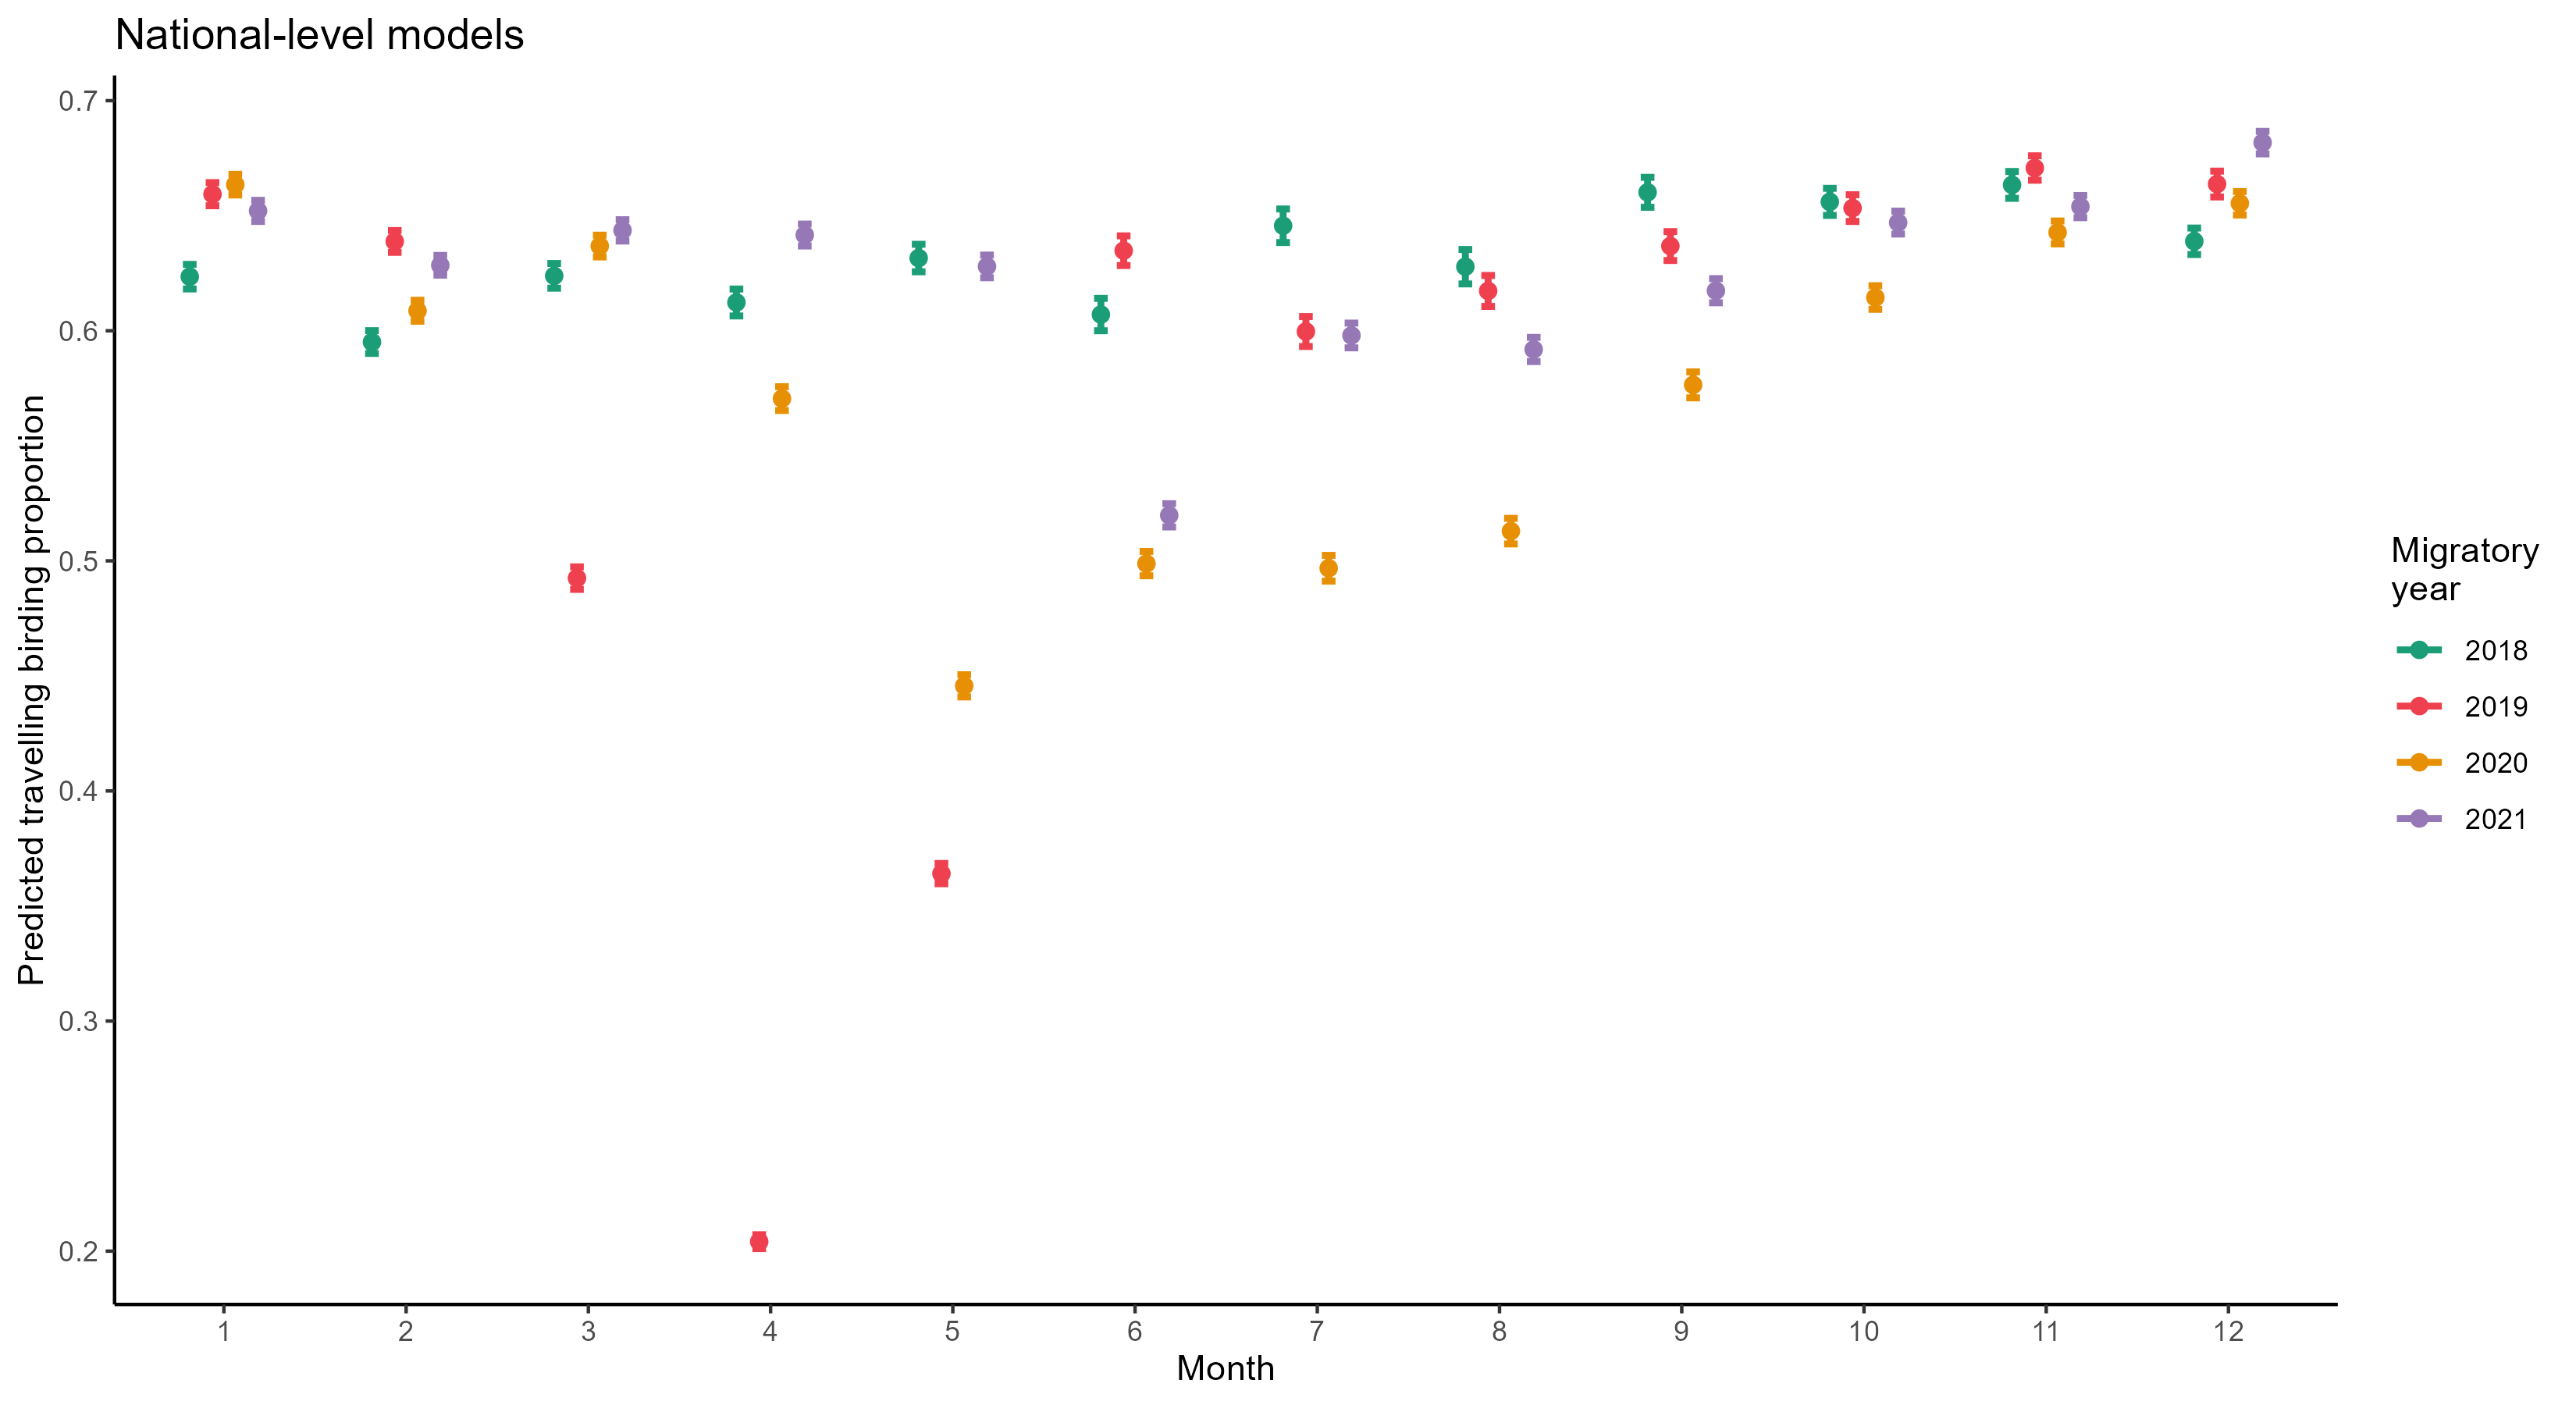 National-level models
Predicted travelling birding proportion
0.7
0.6
0.5
0.4
0.3
0.2
1 2 3 4 5 6 7 8 9 10 11 12
Month
Migratory
year
2018
2019
2020
2021